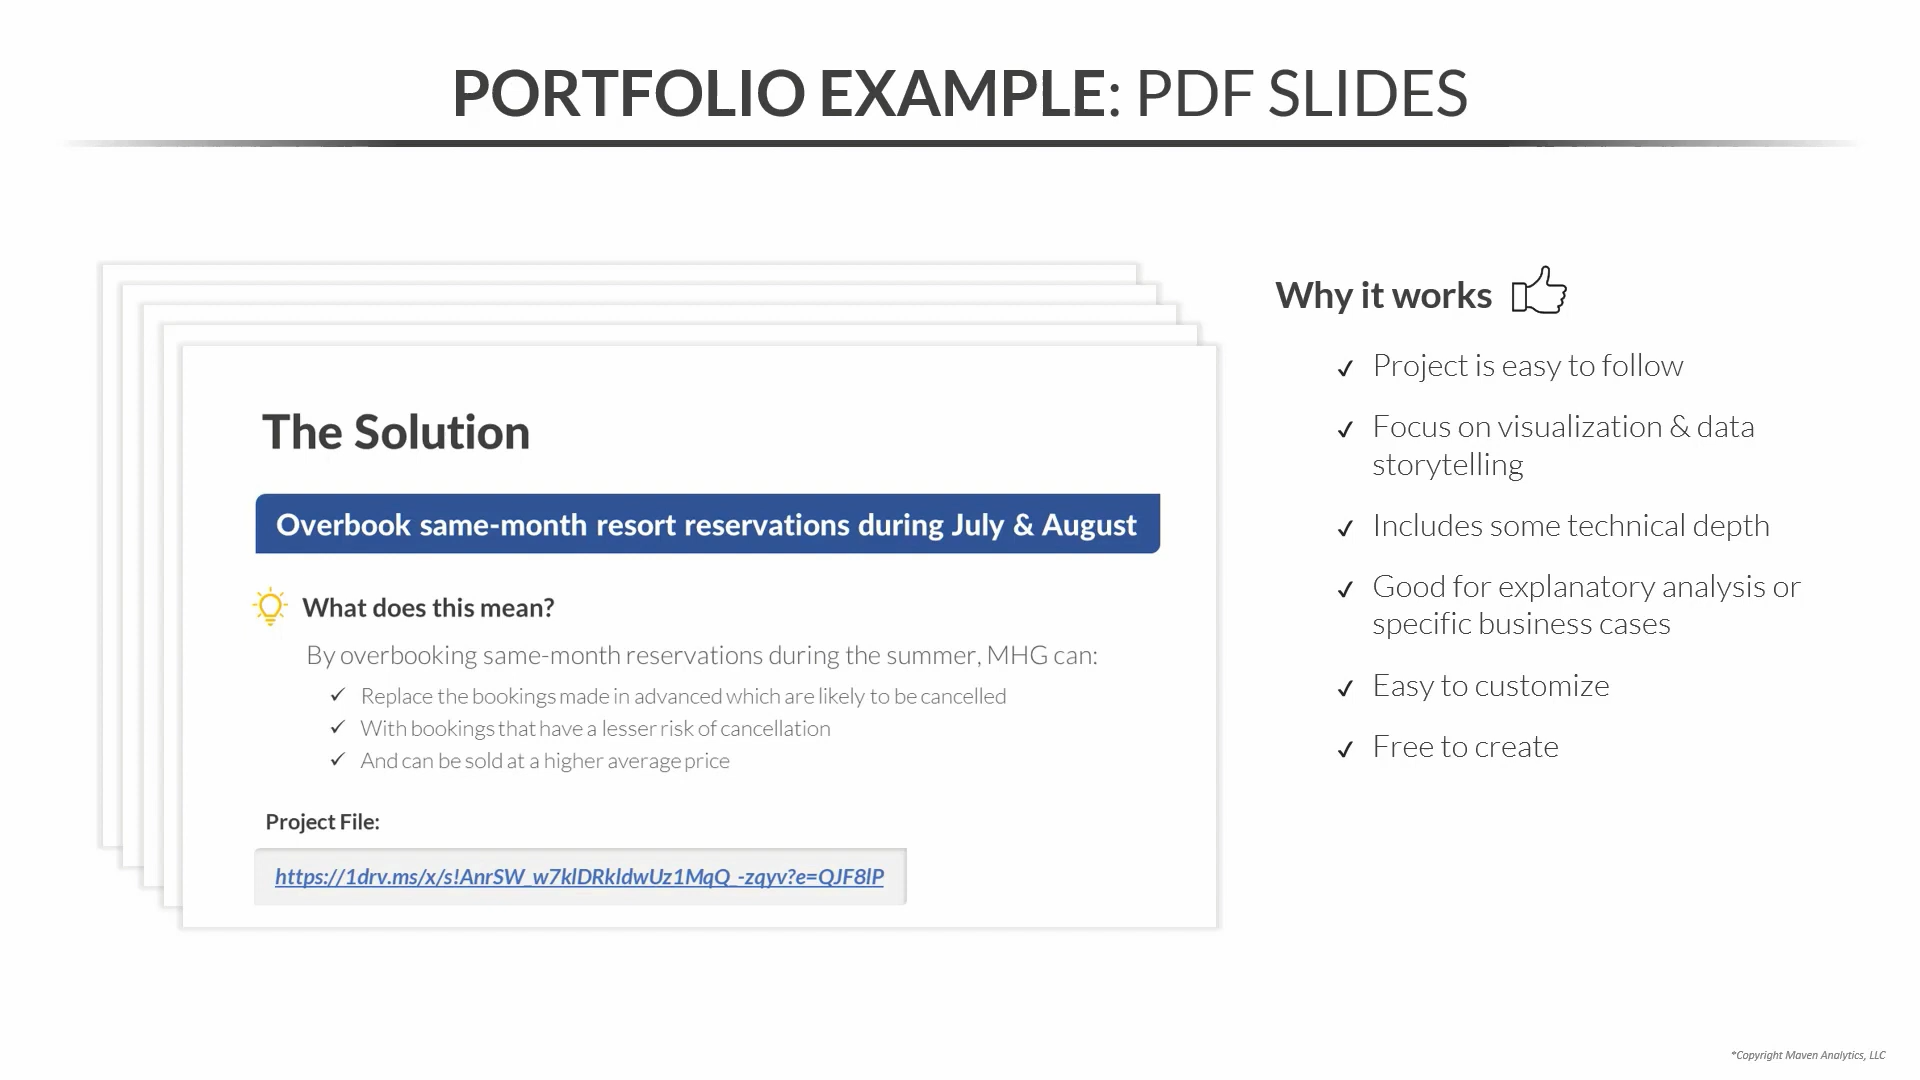 PORTFOLIO EXAMPLE: PDF SLIDES
The Solution
Overbook same-month resort reservations during July & August
What does this mean?
By overbooking same-month reservations during the summer, MHG can:
✓ Replace the bookings made in advanced which are likely to be cancelled
✓ With bookings that have a lesser risk of cancellation
✓ And can be sold at a higher average price
Project File:
https://1drv.ms/x/s!AnrSW_w7klDRkldwUz1MqQ_-zqyv?e=QJF8lP
Why it works
✓ Project is easy to follow
✓ Focus on visualization & data
storytelling
✓ Includes some technical depth
✓ Good for explanatory analysis or
specific business cases
✓ Easy to customize
✓ Free to create
*Copyright Maven Analytics, LLC